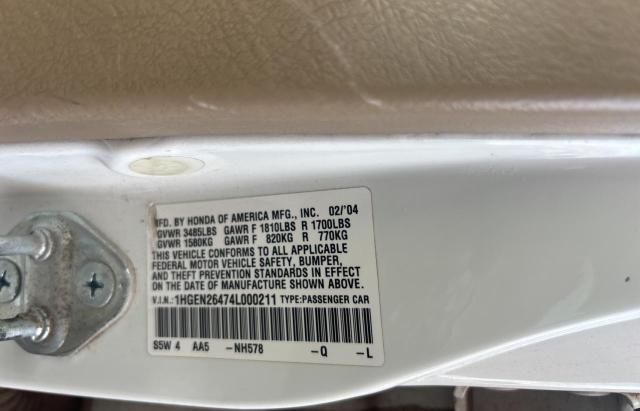 MFD. BY HONDA OF AMERICA MFG., INC. 02/'04
GVWR 3485LBS GAWR F 1810LBS R 1700LBS
GVWR 1580KG GAWR F 820KG R 770KG
THIS VEHICLE CONFORMS TO ALL APPLICABLE
FEDERAL MOTOR VEHICLE SAFETY, BUMPER,
AND THEFT PREVENTION STANDARDS IN EFFECT
ON THE DATE OF MANUFACTURE SHOWN ABOVE.
V.I.N.:1HGEN26474L000211 TYPE:PASSENGER CAR
S5W 4 AA5 -NH578 -Q -L